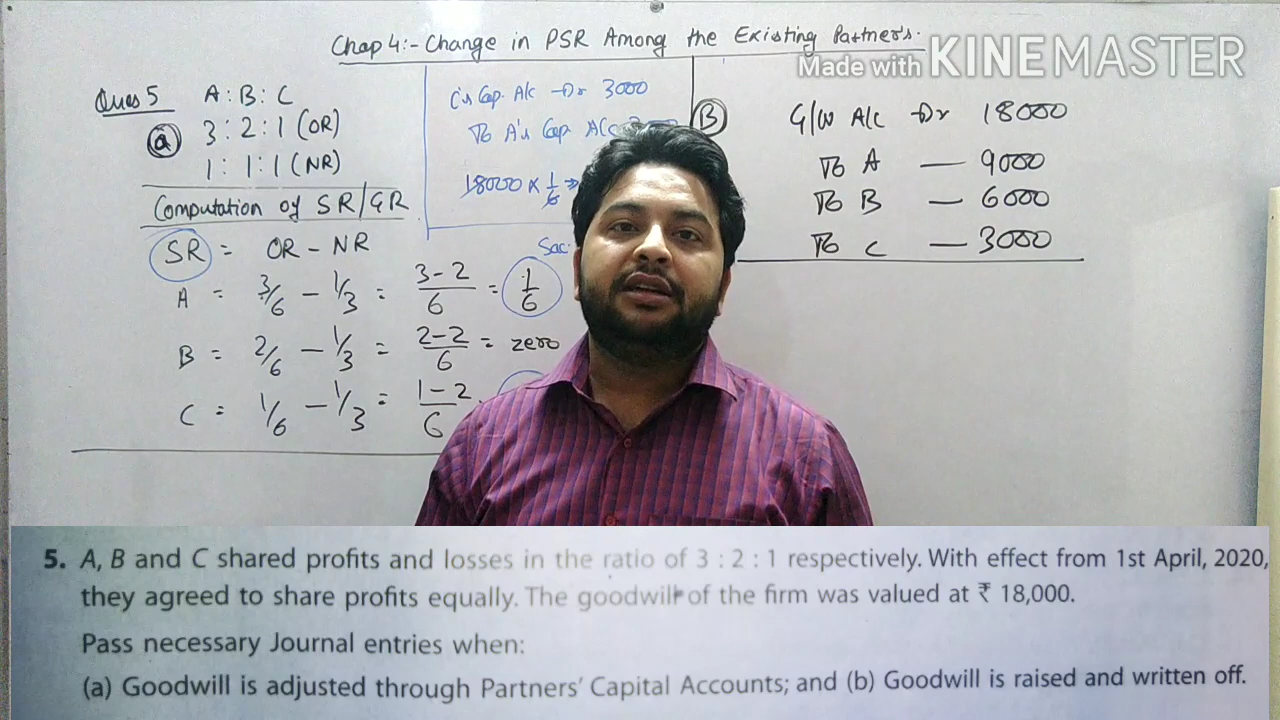 Chap 4:- Change in PSR Among the Existing Partner's.
Made with KINEMASTER
Ques 5 A : B : C
(a) 3 : 2 : 1 (OR)
1 : 1 : 1 (NR)
Computation of SR/GR
SR = OR - NR
A = 3/6 - 1/3 = 3-2/6 = 1/6
B = 2/6 - 1/3 = 2-2/6 = zero
C = 1/6 - 1/3 = 1-2/6
C's Cap. A/c Dr 3000
To A's Cap A/c
18000 × 1/6 ⇒
Sac.
(B) G/W A/c Dr 18000
To A — 9000
To B — 6000
To C — 3000
5. A, B and C shared profits and losses in the ratio of 3 : 2 : 1 respectively. With effect from 1st April, 2020,
they agreed to share profits equally. The goodwill of the firm was valued at ₹ 18,000.
Pass necessary Journal entries when:
(a) Goodwill is adjusted through Partners' Capital Accounts; and (b) Goodwill is raised and written off.